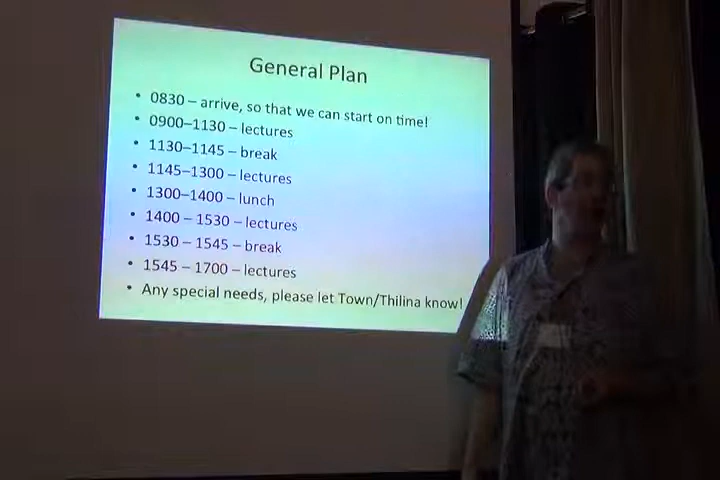 General Plan
• 0830 – arrive, so that we can start on time!
• 0900–1130 – lectures
• 1130–1145 – break
• 1145–1300 – lectures
• 1300–1400 – lunch
• 1400 – 1530 – lectures
• 1530 – 1545 – break
• 1545 – 1700 – lectures
• Any special needs, please let Town/Thilina know!